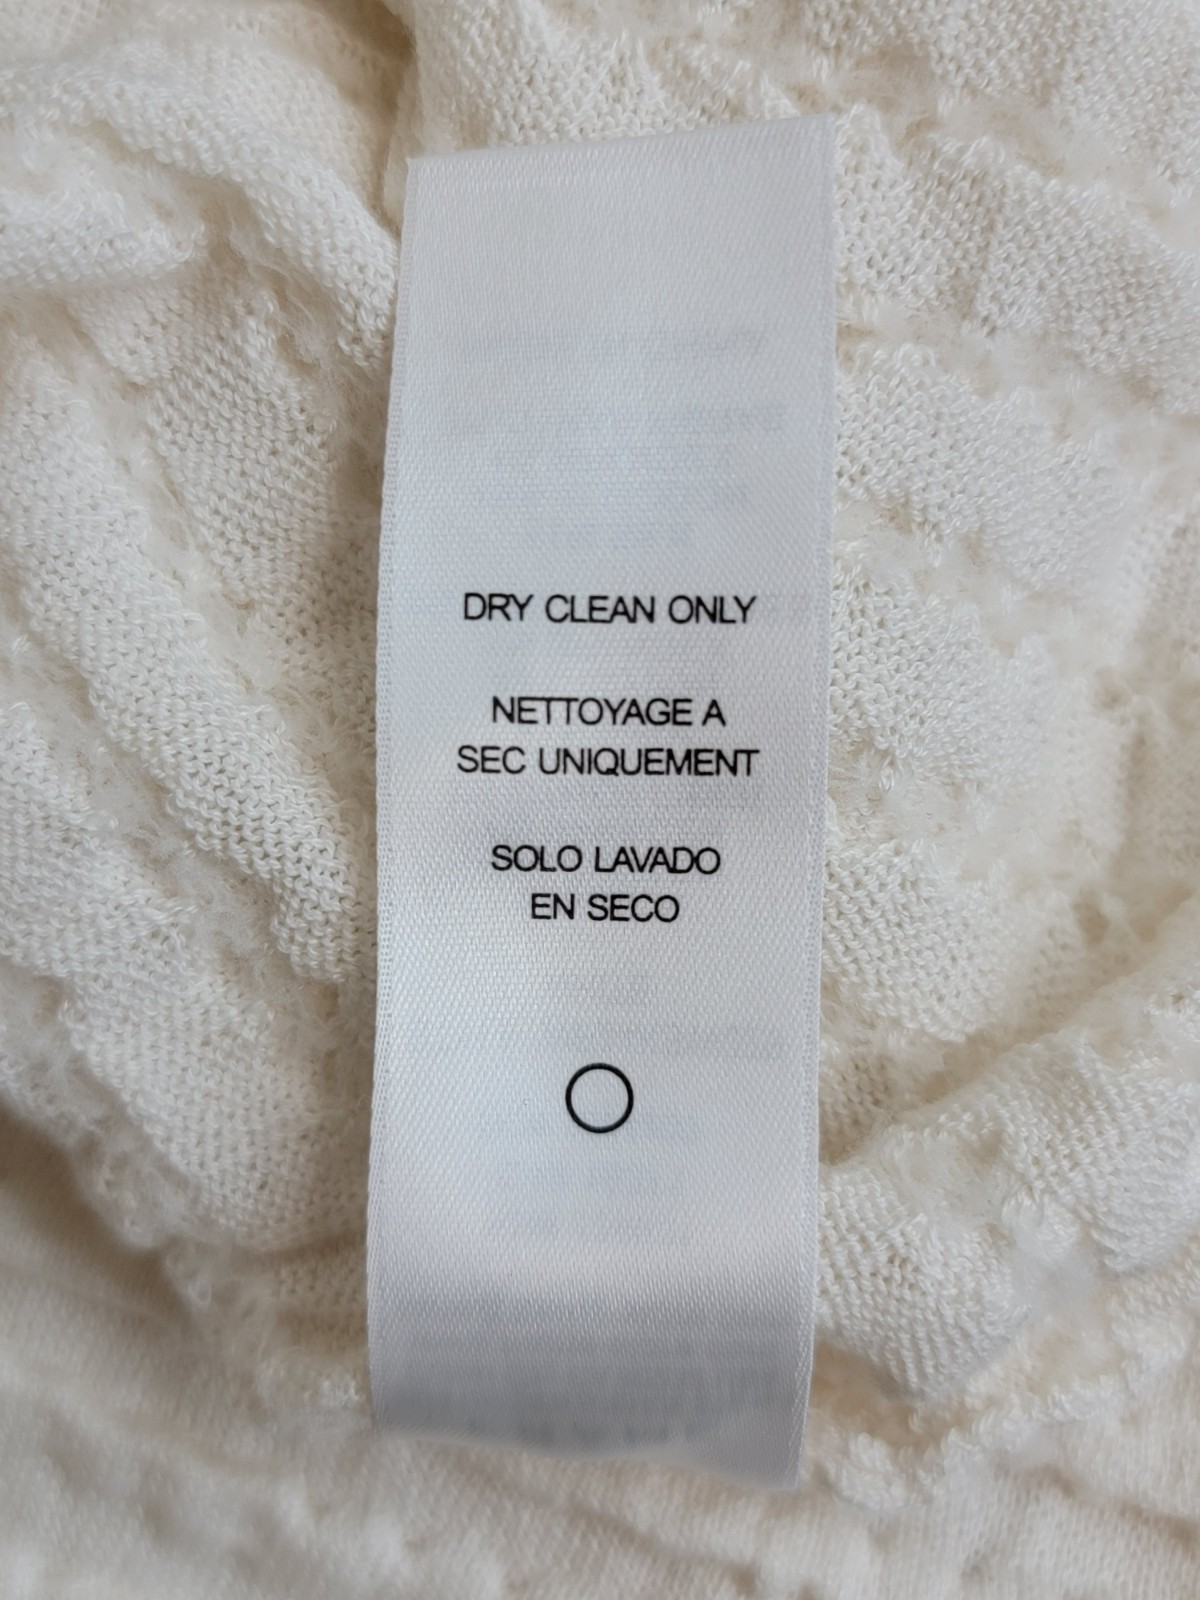 DRY CLEAN ONLY
NETTOYAGE A
SEC UNIQUEMENT
SOLO LAVADO
EN SECO